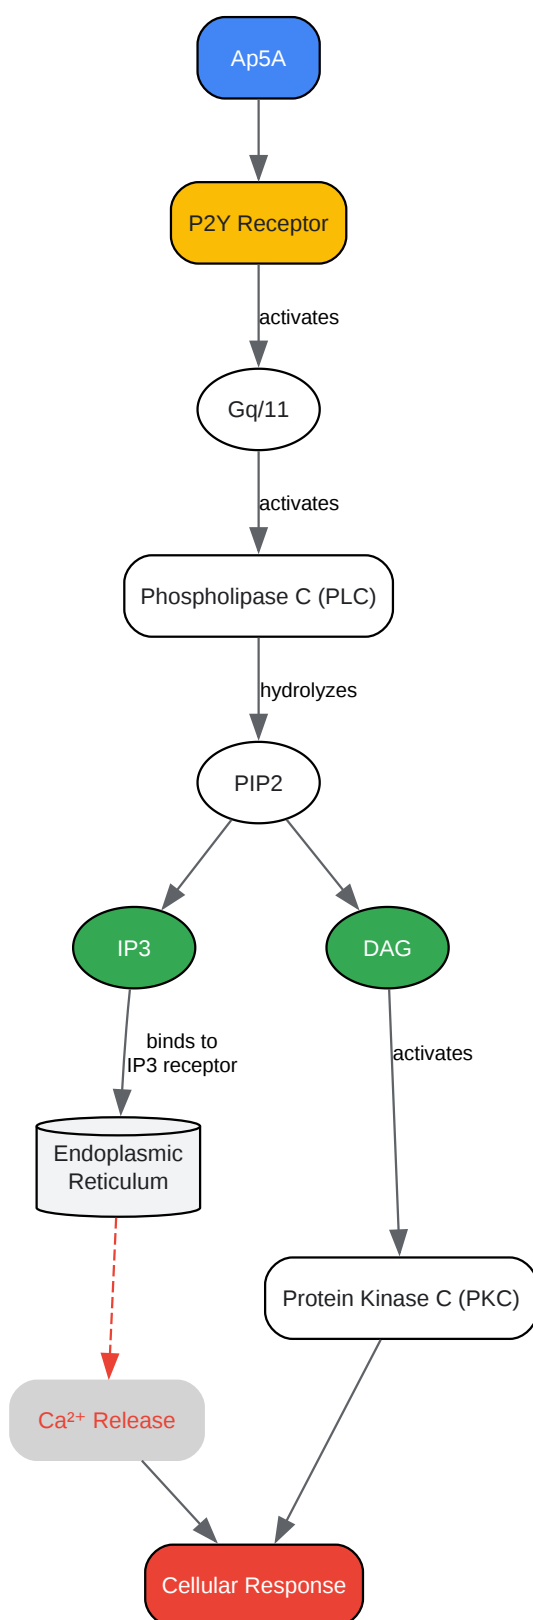 Ap5A
P2Y Receptor
activates
Gq/11
activates
Phospholipase C (PLC)
hydrolyzes
PIP2
IP3
DAG
binds to
IP3 receptor
activates
Endoplasmic
Reticulum
Protein Kinase C (PKC)
Ca²⁺ Release
Cellular Response